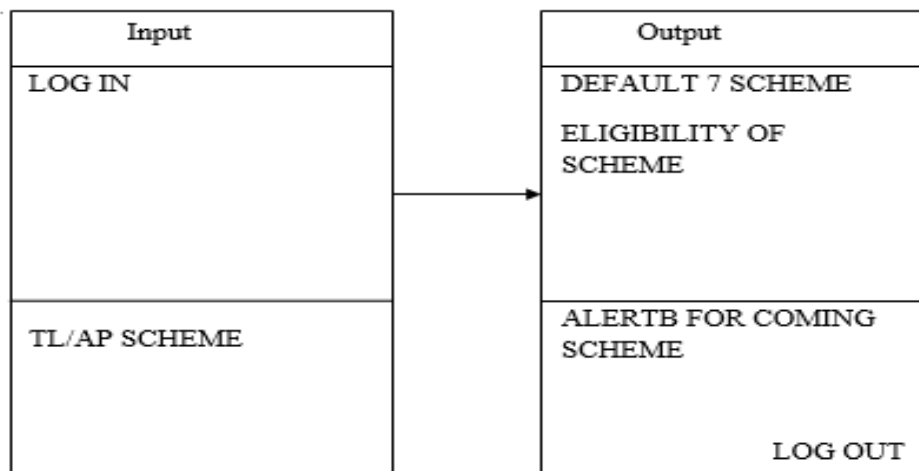 Input
LOG IN
TL/AP SCHEME
Output
DEFAULT 7 SCHEME
ELIGIBILITY OF
SCHEME
ALERTB FOR COMING
SCHEME
LOG OUT